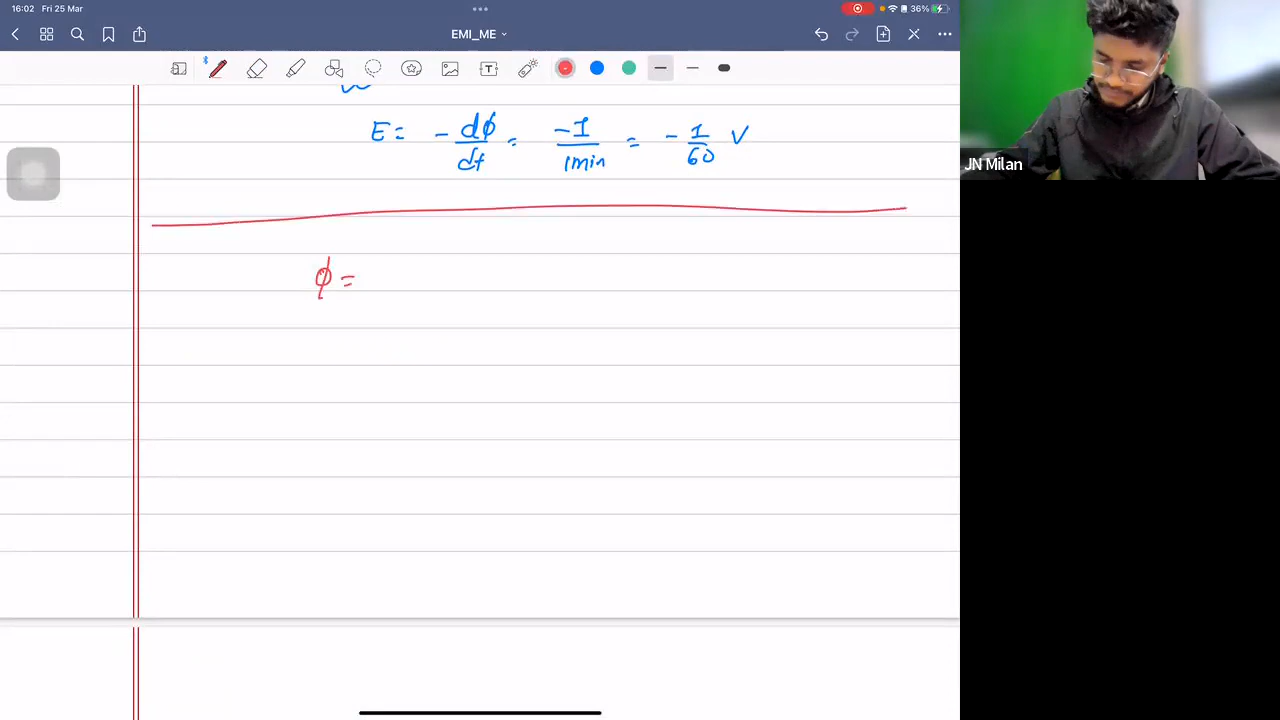 16:02 Fri 25 Mar
36%
EMI_ME
JN Milan
E = - dϕ/dt = -1/1min = - 1/60 V
ϕ =